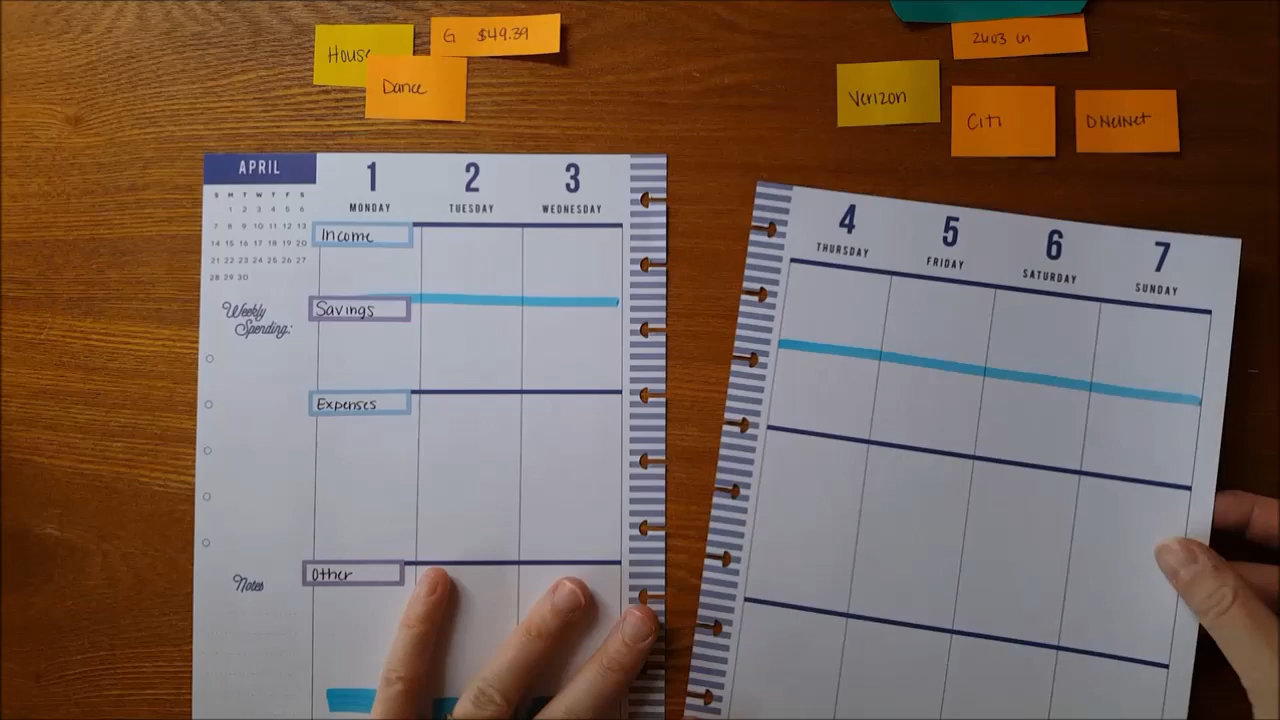 House
G $49.39
Dance
2403 in
Verizon
Citi
DNelNet
APRIL
S M T W T F S
1 2 3 4 5 6
7 8 9 10 11 12 13
14 15 16 17 18 19 20
21 22 23 24 25 26 27
28 29 30
1 2 3
MONDAY TUESDAY WEDNESDAY
Income
Weekly
Spending:
Savings
Expenses
Other
Notes
4 5 6 7
THURSDAY FRIDAY SATURDAY SUNDAY